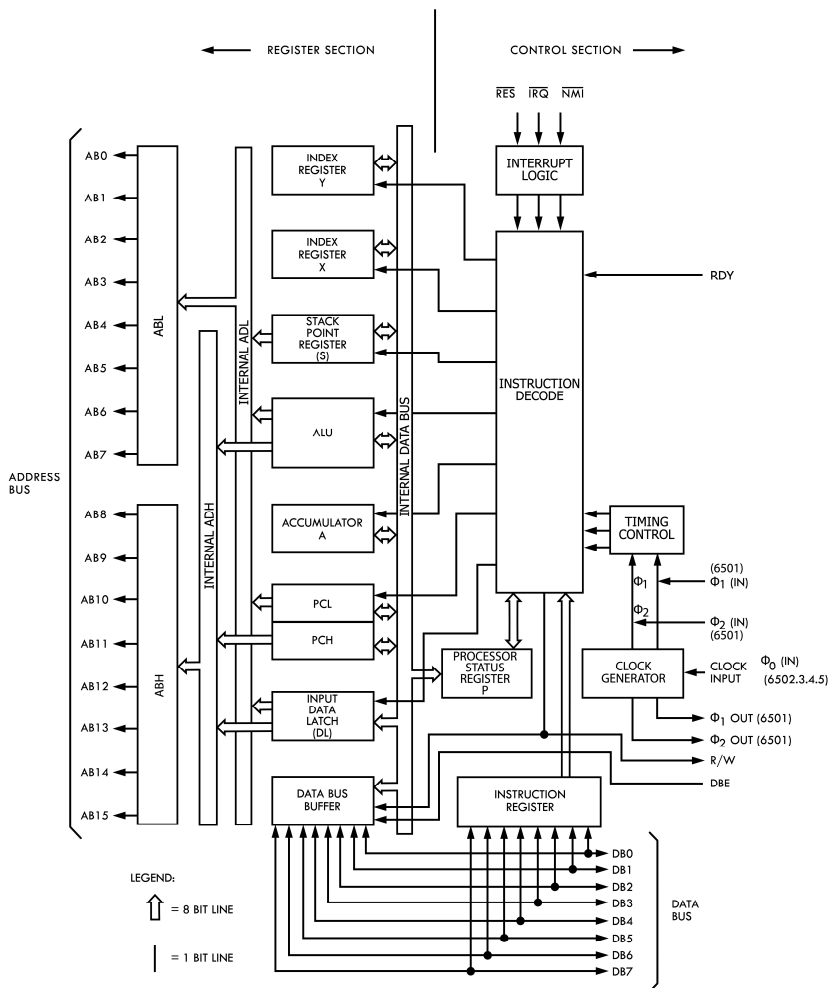 REGISTER SECTION
CONTROL SECTION
RES IRQ NMI
INTERRUPT
LOGIC
INDEX
REGISTER
Y
INDEX
REGISTER
X
STACK
POINT
REGISTER
(S)
ALU
ACCUMULATOR
A
PCL
PCH
INPUT
DATA
LATCH
(DL)
DATA BUS
BUFFER
ADDRESS
BUS
AB0
AB1
AB2
AB3
AB4
AB5
AB6
AB7
AB8
AB9
AB10
AB11
AB12
AB13
AB14
AB15
ABL
ABH
INTERNAL ADH
INTERNAL ADL
INTERNAL DATA BUS
INSTRUCTION
DECODE
RDY
TIMING
CONTROL
Φ1
Φ2
(6501)
Φ1 (IN)
Φ2 (IN)
(6501)
PROCESSOR
STATUS
REGISTER
P
CLOCK
GENERATOR
CLOCK
INPUT
Φ0 (IN)
(6502.3.4.5)
Φ1 OUT (6501)
Φ2 OUT (6501)
R/W
DBE
INSTRUCTION
REGISTER
DB0
DB1
DB2
DB3
DB4
DB5
DB6
DB7
DATA
BUS
LEGEND:
= 8 BIT LINE
= 1 BIT LINE